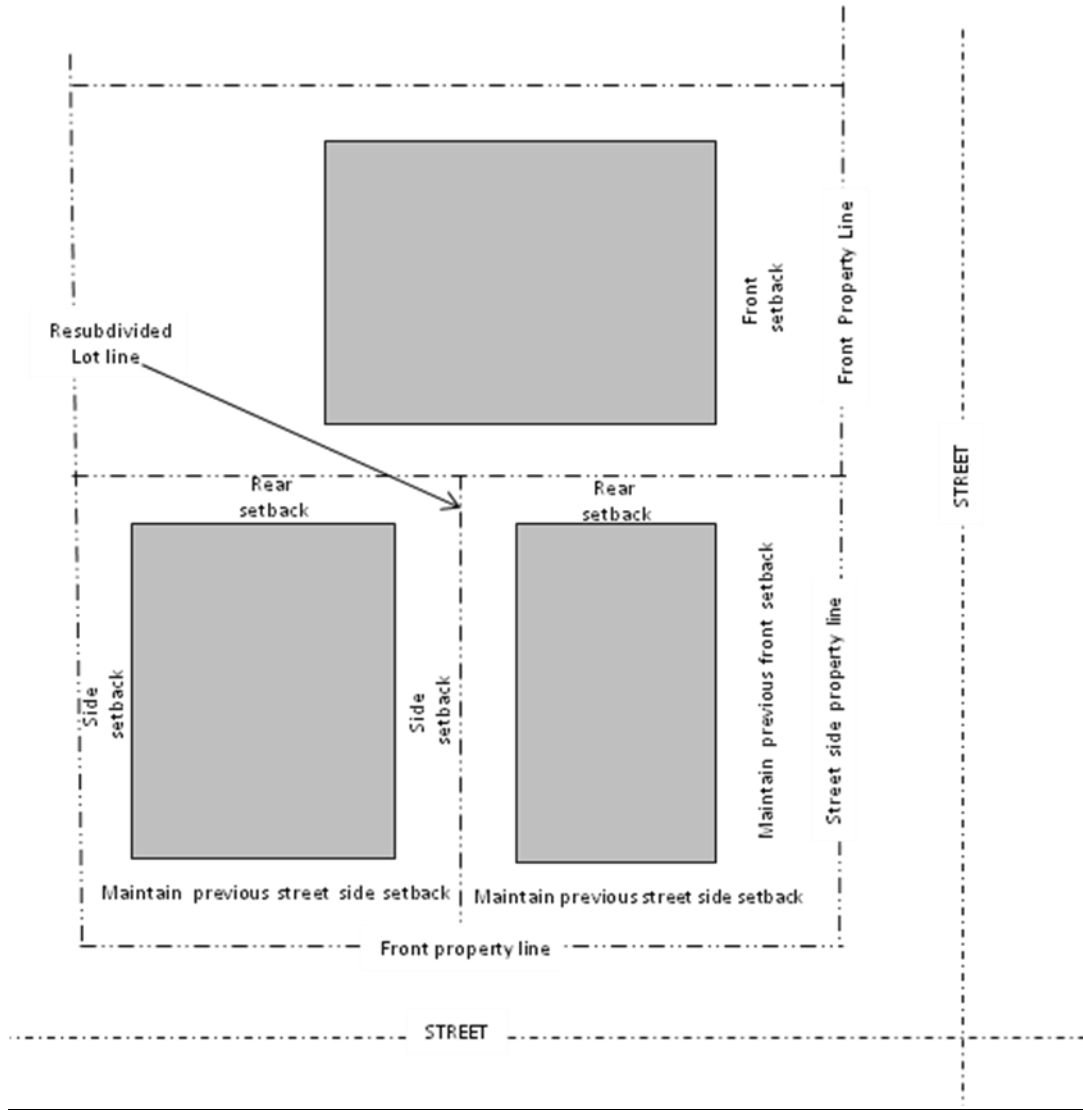 Front Property Line
Front
setback
Resubdivided
Lot line
STREET
Rear
setback
Rear
setback
Side
setback
Side
setback
Maintain previous front setback
Street side property line
Maintain previous street side setback
Maintain previous street side setback
Front property line
STREET